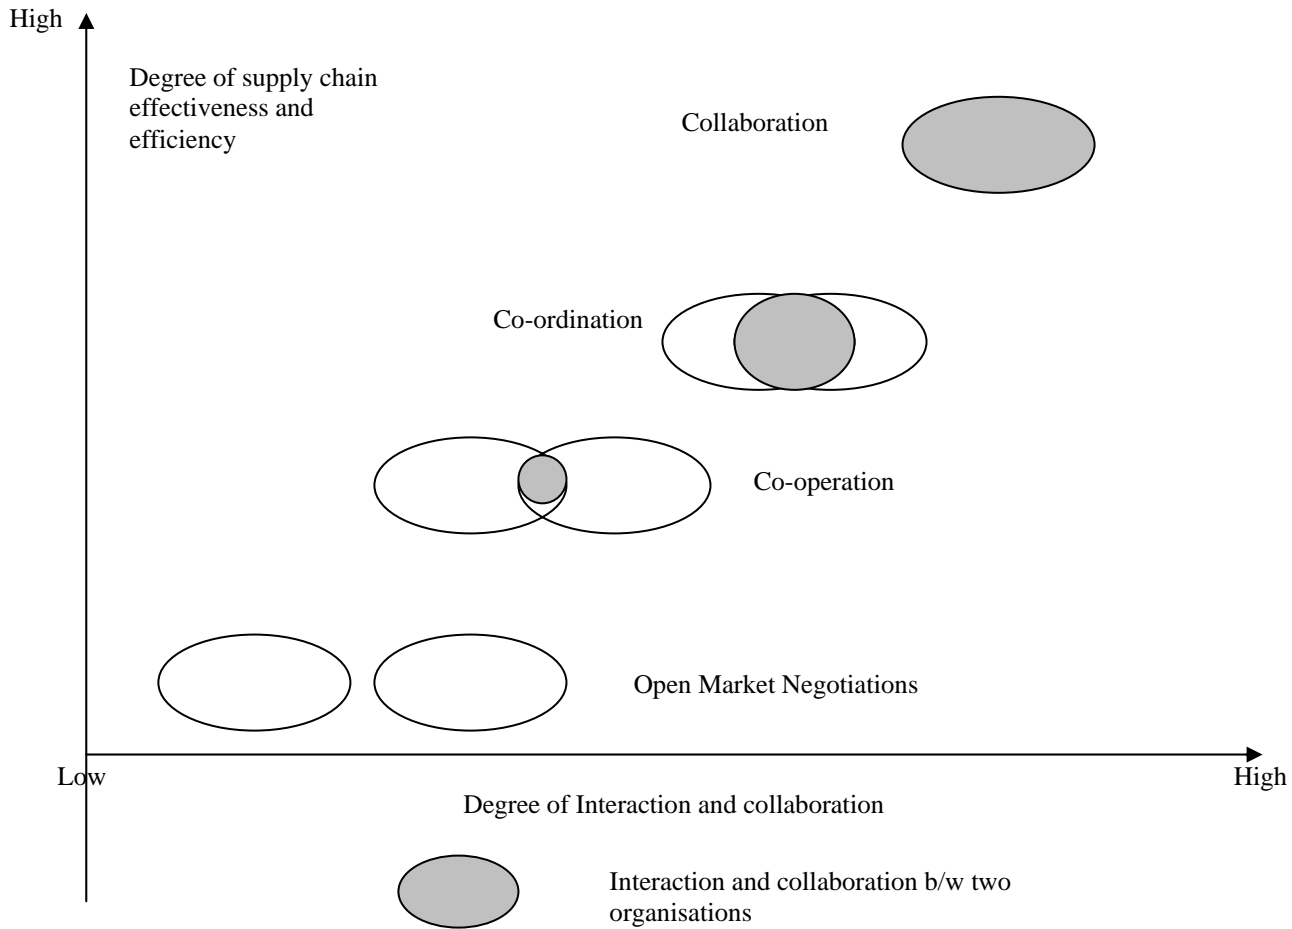 High
Degree of supply chain
effectiveness and
efficiency
Collaboration
Co-ordination
Co-operation
Open Market Negotiations
Low
High
Degree of Interaction and collaboration
Interaction and collaboration b/w two
organisations